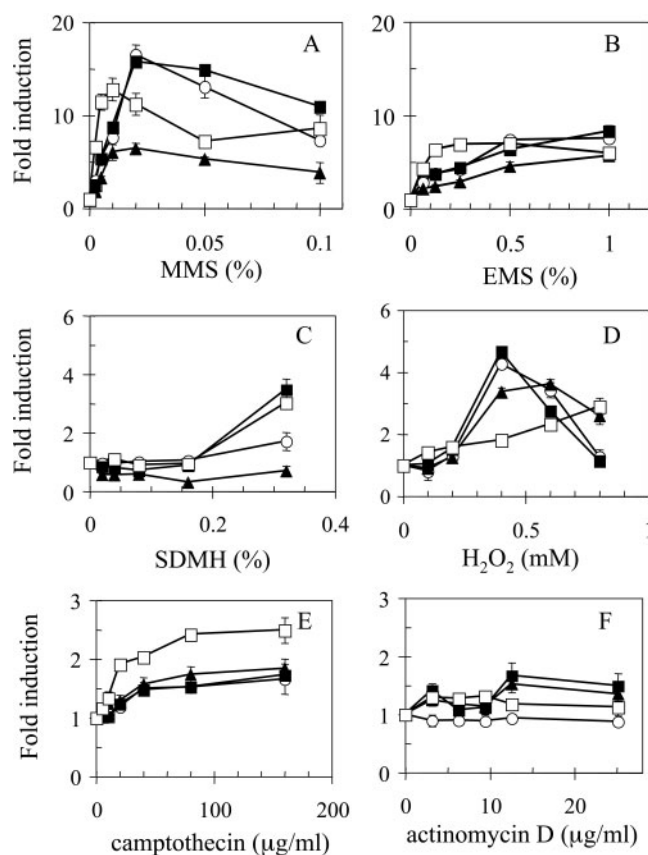 20
A
Fold induction
10
0
0
0.05
0.1
MMS (%)
20
B
10
0
0
0.5
1
EMS (%)
6
C
Fold induction
4
2
0
0
0.2
0.4
SDMH (%)
6
D
4
2
0
0
0.5
1
H₂O₂ (mM)
3
E
Fold induction
2
1
0
0
100
200
camptothecin (μg/ml)
3
F
2
1
0
0
10
20
actinomycin D (μg/ml)